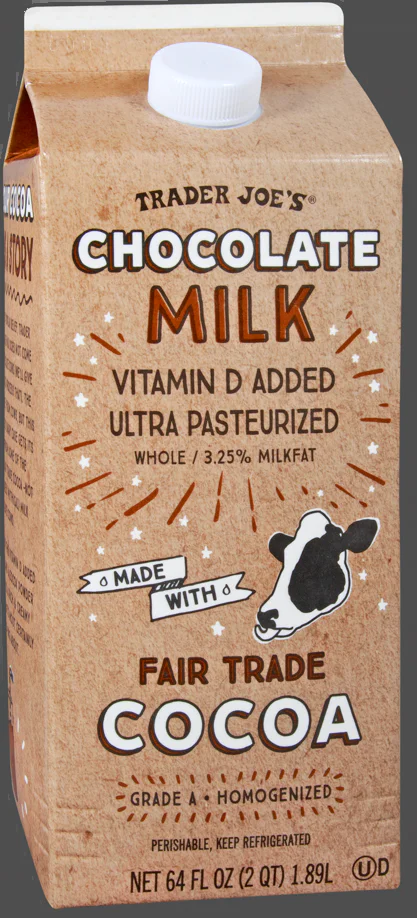 TRADER JOE'S®
CHOCOLATE
MILK
VITAMIN D ADDED
ULTRA PASTEURIZED
WHOLE / 3.25% MILKFAT
MADE
WITH
FAIR TRADE
COCOA
GRADE A • HOMOGENIZED
PERISHABLE, KEEP REFRIGERATED
NET 64 FL OZ (2 QT) 1.89L U D
COCOA
STORY